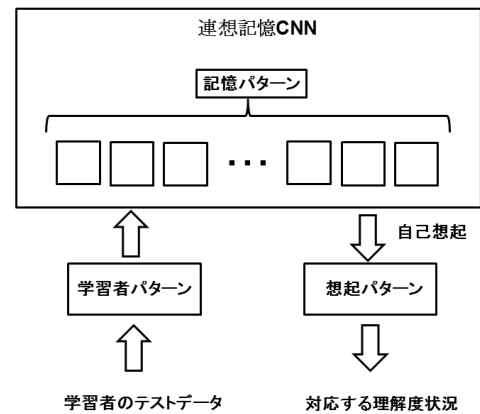 連想記憶CNN
記憶パターン
・・・
自己想起
学習者パターン
想起パターン
学習者のテストデータ
対応する理解度状況